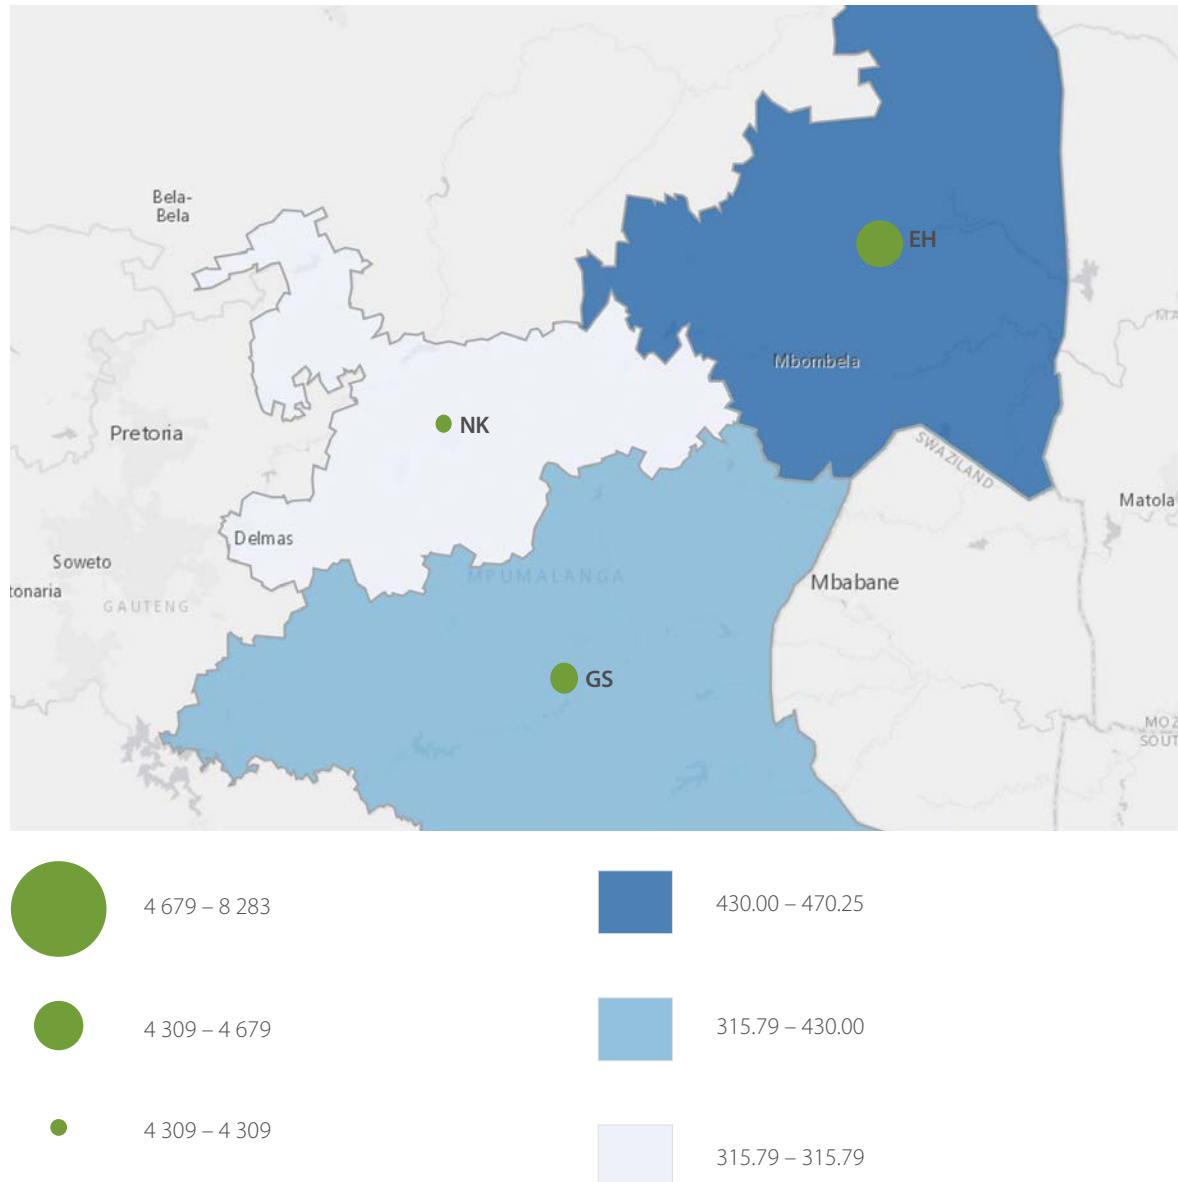 Bela-
Bela
EH
MA
Mbombela
NK
Pretoria
SWAZILAND
Matola
Delmas
Soweto
MPUMALANGA
Mbabane
tonaria
GAUTENG
GS
MOZ
SOUT
4 679 – 8 283
430.00 – 470.25
4 309 – 4 679
315.79 – 430.00
4 309 – 4 309
315.79 – 315.79